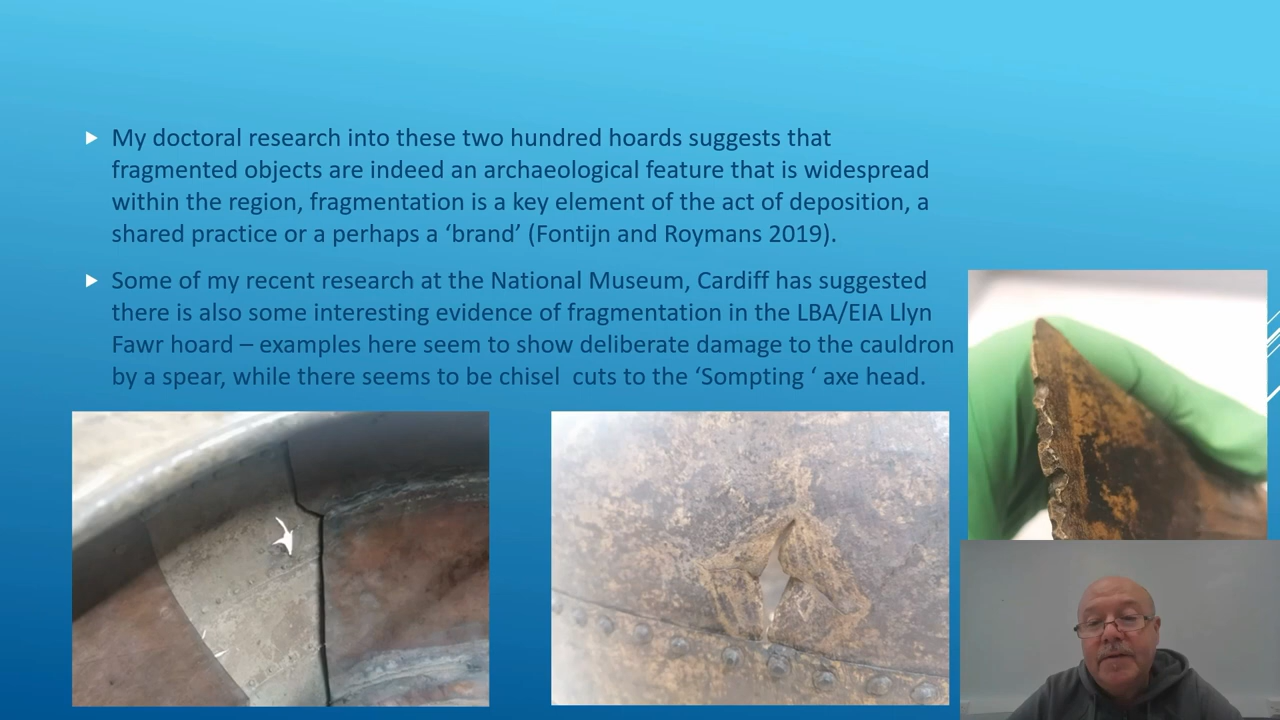 My doctoral research into these two hundred hoards suggests that
fragmented objects are indeed an archaeological feature that is widespread
within the region, fragmentation is a key element of the act of deposition, a
shared practice or a perhaps a ‘brand’ (Fontijn and Roymans 2019).
Some of my recent research at the National Museum, Cardiff has suggested
there is also some interesting evidence of fragmentation in the LBA/EIA Llyn
Fawr hoard – examples here seem to show deliberate damage to the cauldron
by a spear, while there seems to be chisel  cuts to the ‘Sompting ‘ axe head.